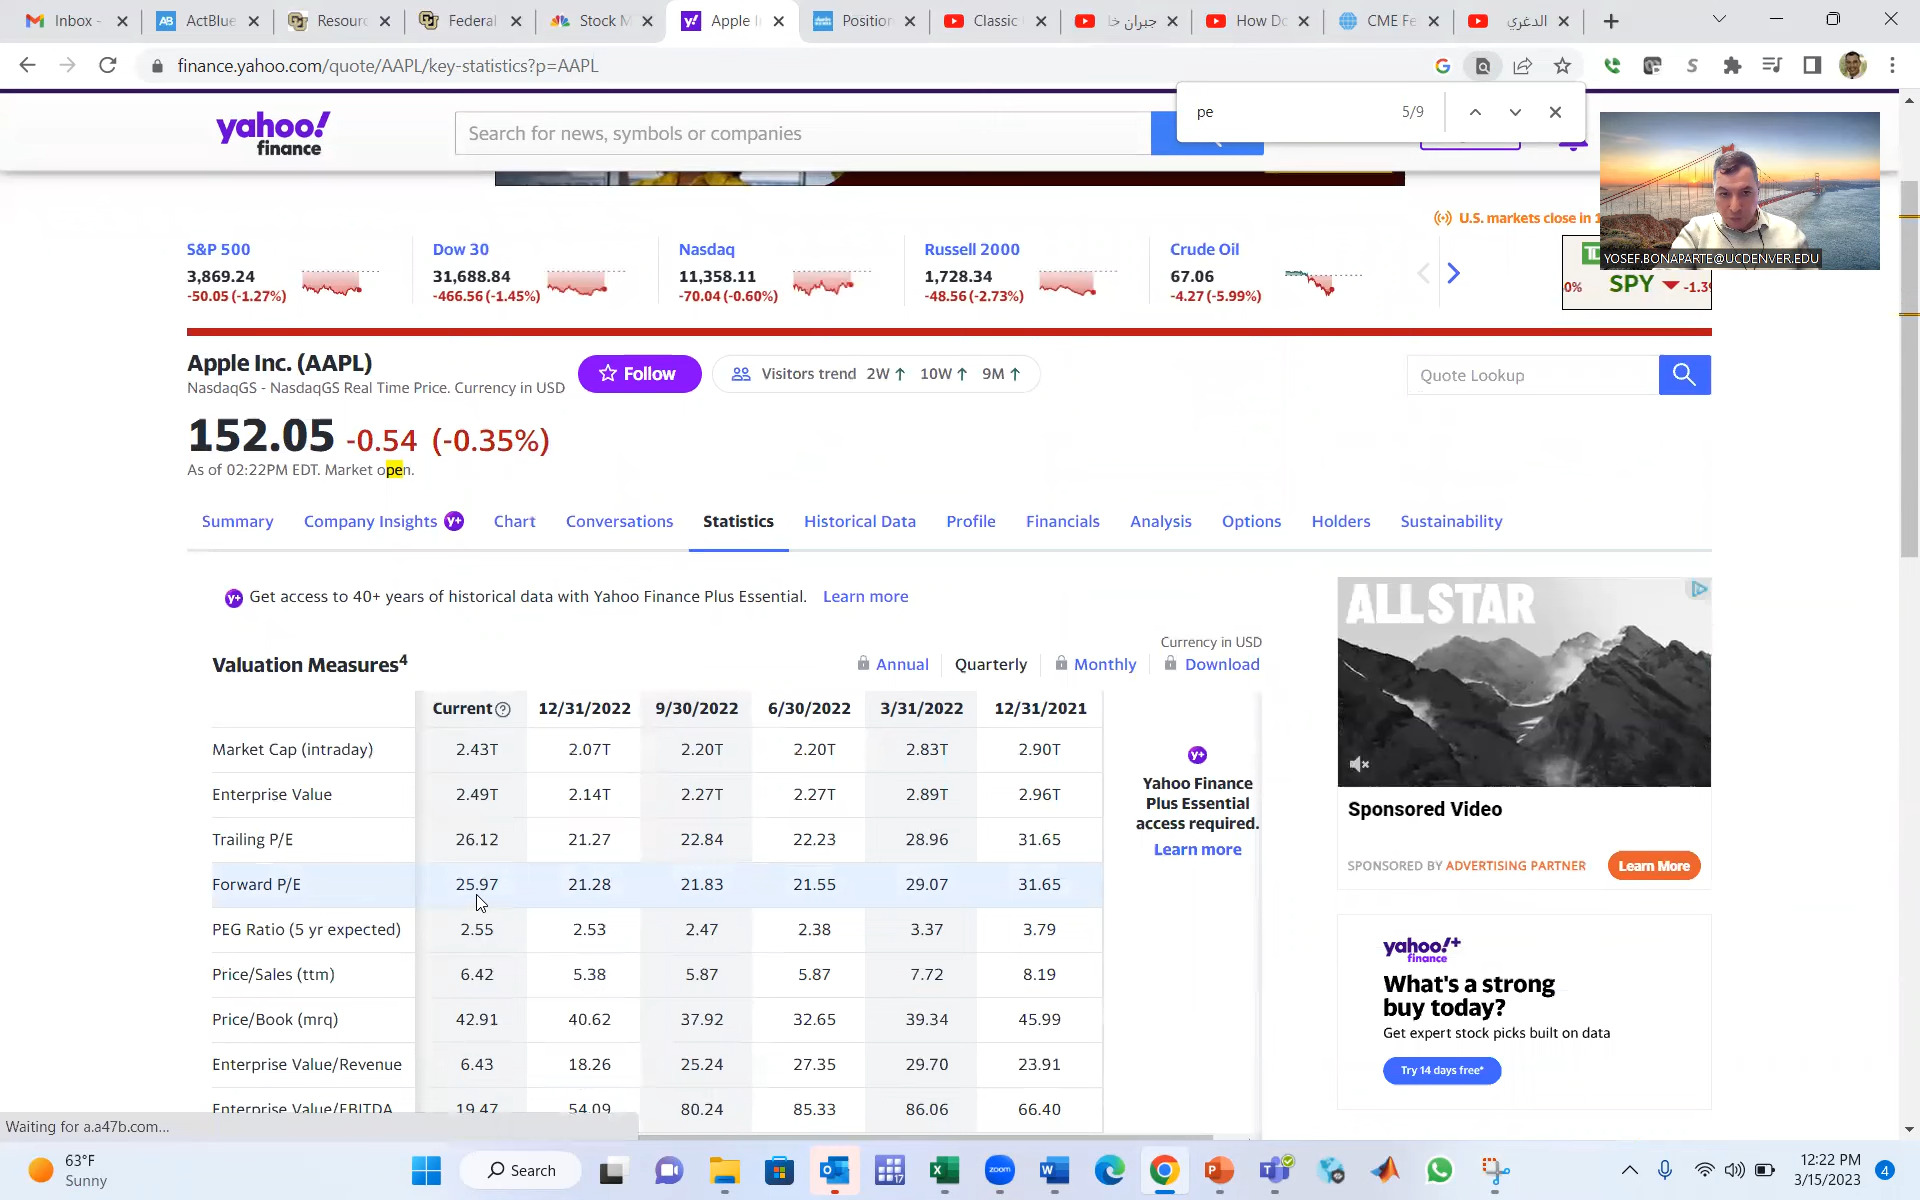 Inbox -
ActBlue
Resourc
Federal
Stock M
Apple I
Position
Classic
جبران خا
How Do
CME Fe
الدغري
finance.yahoo.com/quote/AAPL/key-statistics?p=AAPL
pe
5/9
yahoo!
finance
Search for news, symbols or companies
YOSEF.BONAPARTE@UCDENVER.EDU
U.S. markets close in 1
S&P 500
3,869.24
-50.05 (-1.27%)
Dow 30
31,688.84
-466.56 (-1.45%)
Nasdaq
11,358.11
-70.04 (-0.60%)
Russell 2000
1,728.34
-48.56 (-2.73%)
Crude Oil
67.06
-4.27 (-5.99%)
0%
SPY
-1.39
Apple Inc. (AAPL)
NasdaqGS - NasdaqGS Real Time Price. Currency in USD
Follow
Visitors trend 2W 10W 9M
Quote Lookup
152.05 -0.54 (-0.35%)
As of 02:22PM EDT. Market open.
Summary Company Insights Chart Conversations Statistics Historical Data Profile Financials Analysis Options Holders Sustainability
Get access to 40+ years of historical data with Yahoo Finance Plus Essential. Learn more
Currency in USD
Valuation Measures4
Annual Quarterly Monthly Download
Current 12/31/2022 9/30/2022 6/30/2022 3/31/2022 12/31/2021
Market Cap (intraday) 2.43T 2.07T 2.20T 2.20T 2.83T 2.90T
Enterprise Value 2.49T 2.14T 2.27T 2.27T 2.89T 2.96T
Trailing P/E 26.12 21.27 22.84 22.23 28.96 31.65
Forward P/E 25.97 21.28 21.83 21.55 29.07 31.65
PEG Ratio (5 yr expected) 2.55 2.53 2.47 2.38 3.37 3.79
Price/Sales (ttm) 6.42 5.38 5.87 5.87 7.72 8.19
Price/Book (mrq) 42.91 40.62 37.92 32.65 39.34 45.99
Enterprise Value/Revenue 6.43 18.26 25.24 27.35 29.70 23.91
Enterprise Value/EBITDA 19.47 54.09 80.24 85.33 86.06 66.40
Yahoo Finance
Plus Essential
access required.
Learn more
ALL STAR
Sponsored Video
SPONSORED BY ADVERTISING PARTNER
Learn More
yahoo!+
finance
What's a strong
buy today?
Get expert stock picks built on data
Try 14 days free*
Waiting for a.a47b.com...
63°F
Sunny
Search
zoom
12:22 PM
3/15/2023
4